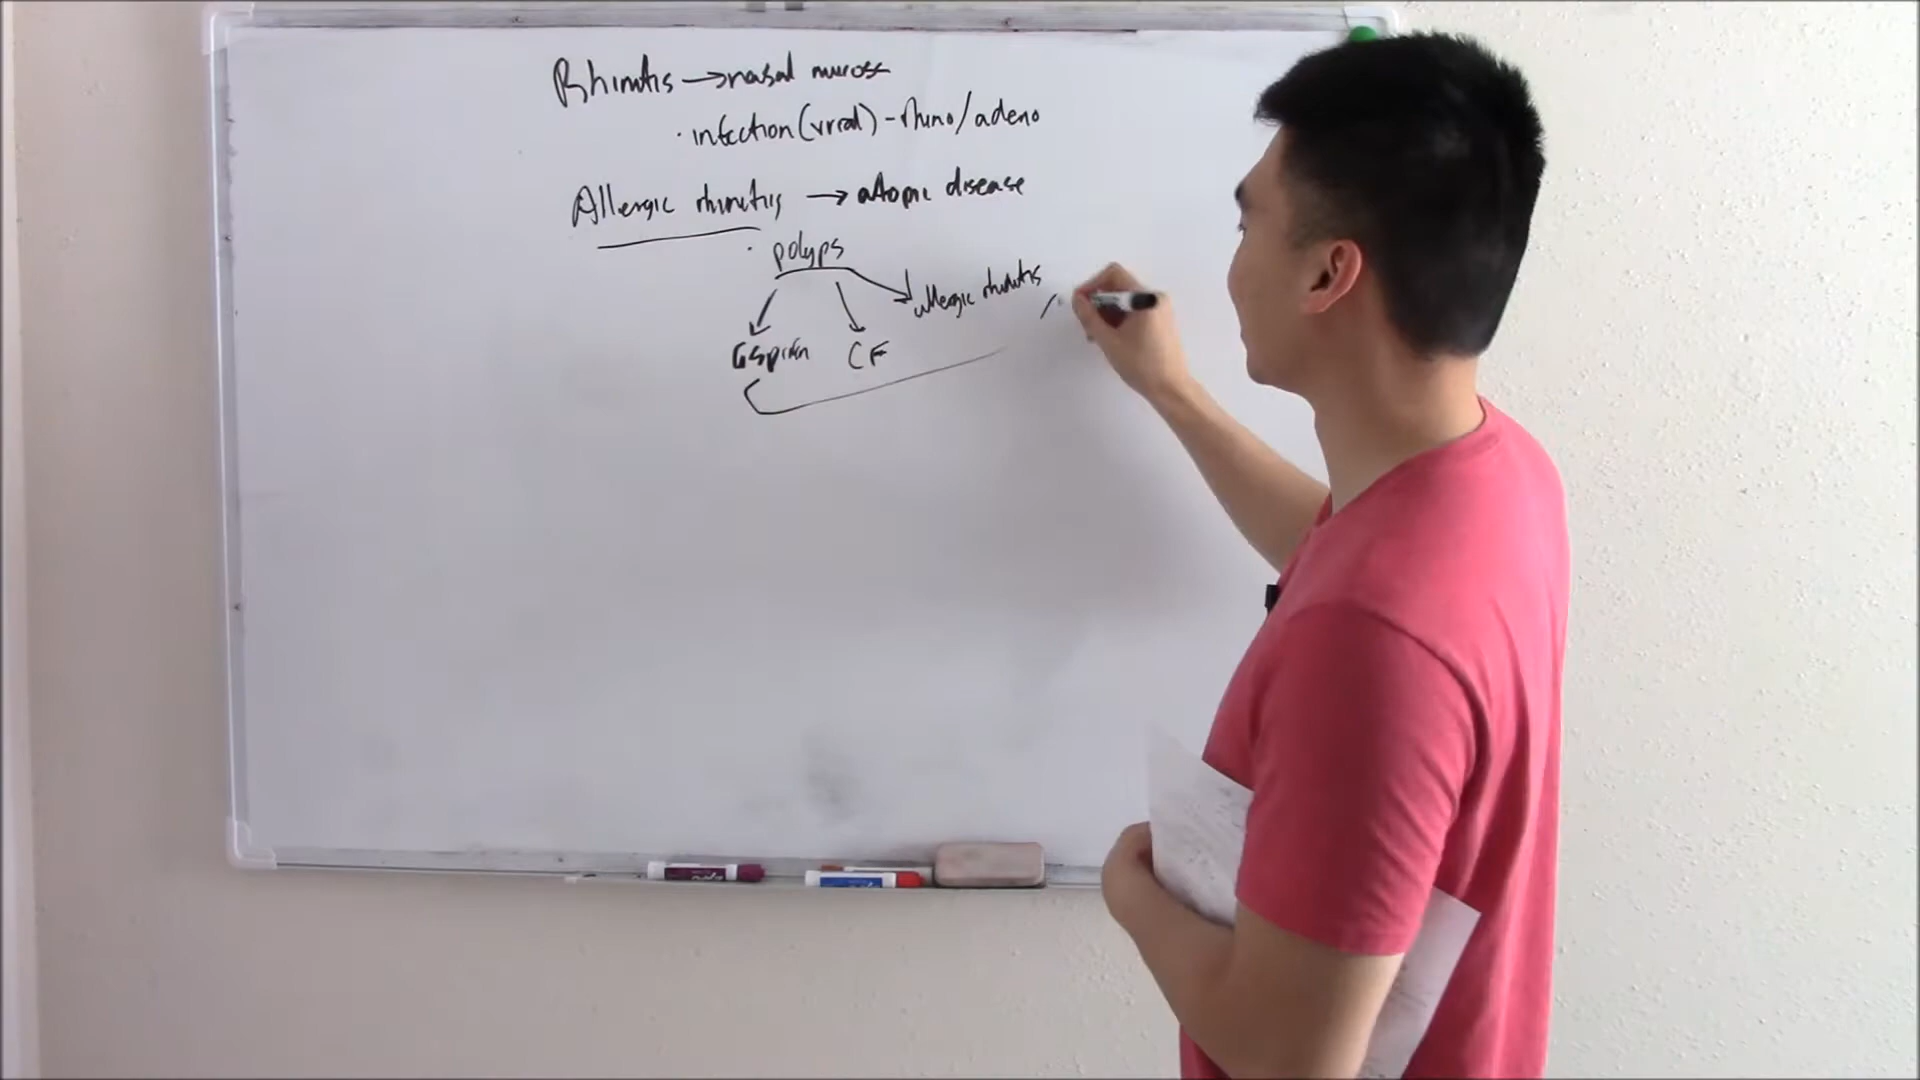 Rhinitis → nasal mucosa
· infection (viral) - rhino/adeno
Allergic rhinitis → atopic disease
· polyps
allergic rhinitis
aspirin CF